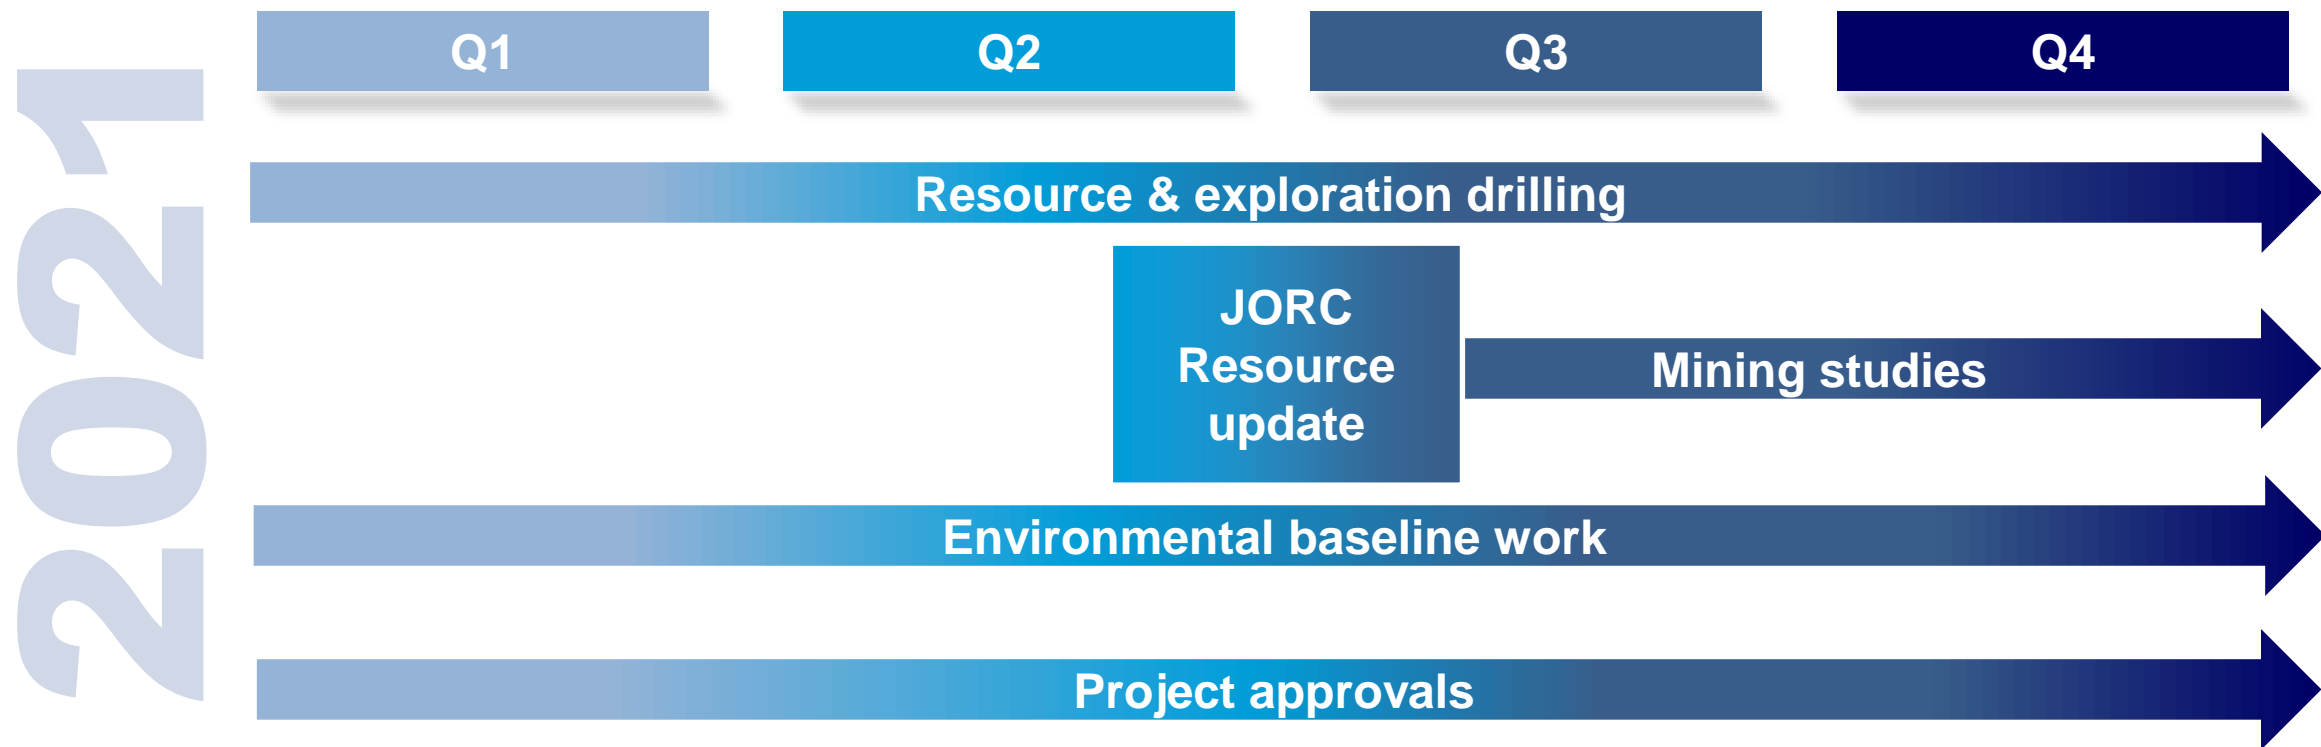 2021
Q1
Q2
Q3
Q4
Resource & exploration drilling
JORC
Resource
update
Mining studies
Environmental baseline work
Project approvals